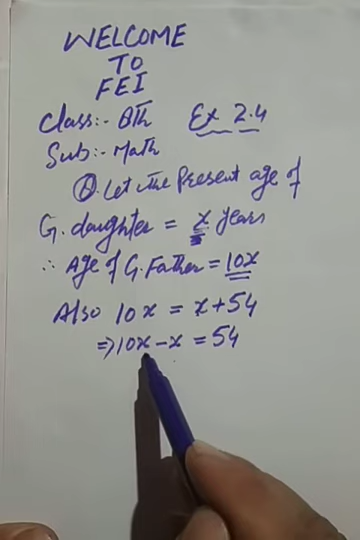 WELCOME
TO
FEI
Class:- 8th Ex 2.4
Sub:- Math
Q. Let the Present age of
G. daughter = x years
∴ Age of G. Father = 10x
Also 10x = x + 54
⇒ 10x - x = 54